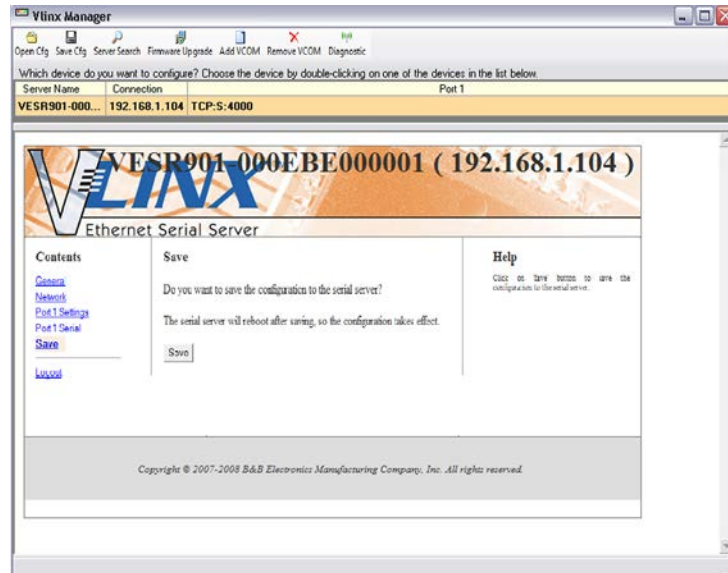 Vlinx Manager
Open Cfg Save Cfg Server Search Firmware Upgrade Add VCOM Remove VCOM Diagnostic
Which device do you want to configure? Choose the device by double-clicking on one of the devices in the list below.
Server Name Connection Port 1
VESR901-000... 192.168.1.104 TCP:S:4000
VESR901-000EBE000001 ( 192.168.1.104 )
VLINX
Ethernet Serial Server
Contents
General
Network
Port 1 Settings
Port 1 Serial
Save
Logout
Save
Do you want to save the configuration to the serial server?
The serial server will reboot after saving, so the configuration takes effect.
Save
Help
Click on 'Save' button to save the
configuration to the serial server.
Copyright © 2007-2008 B&B Electronics Manufacturing Company, Inc. All rights reserved.